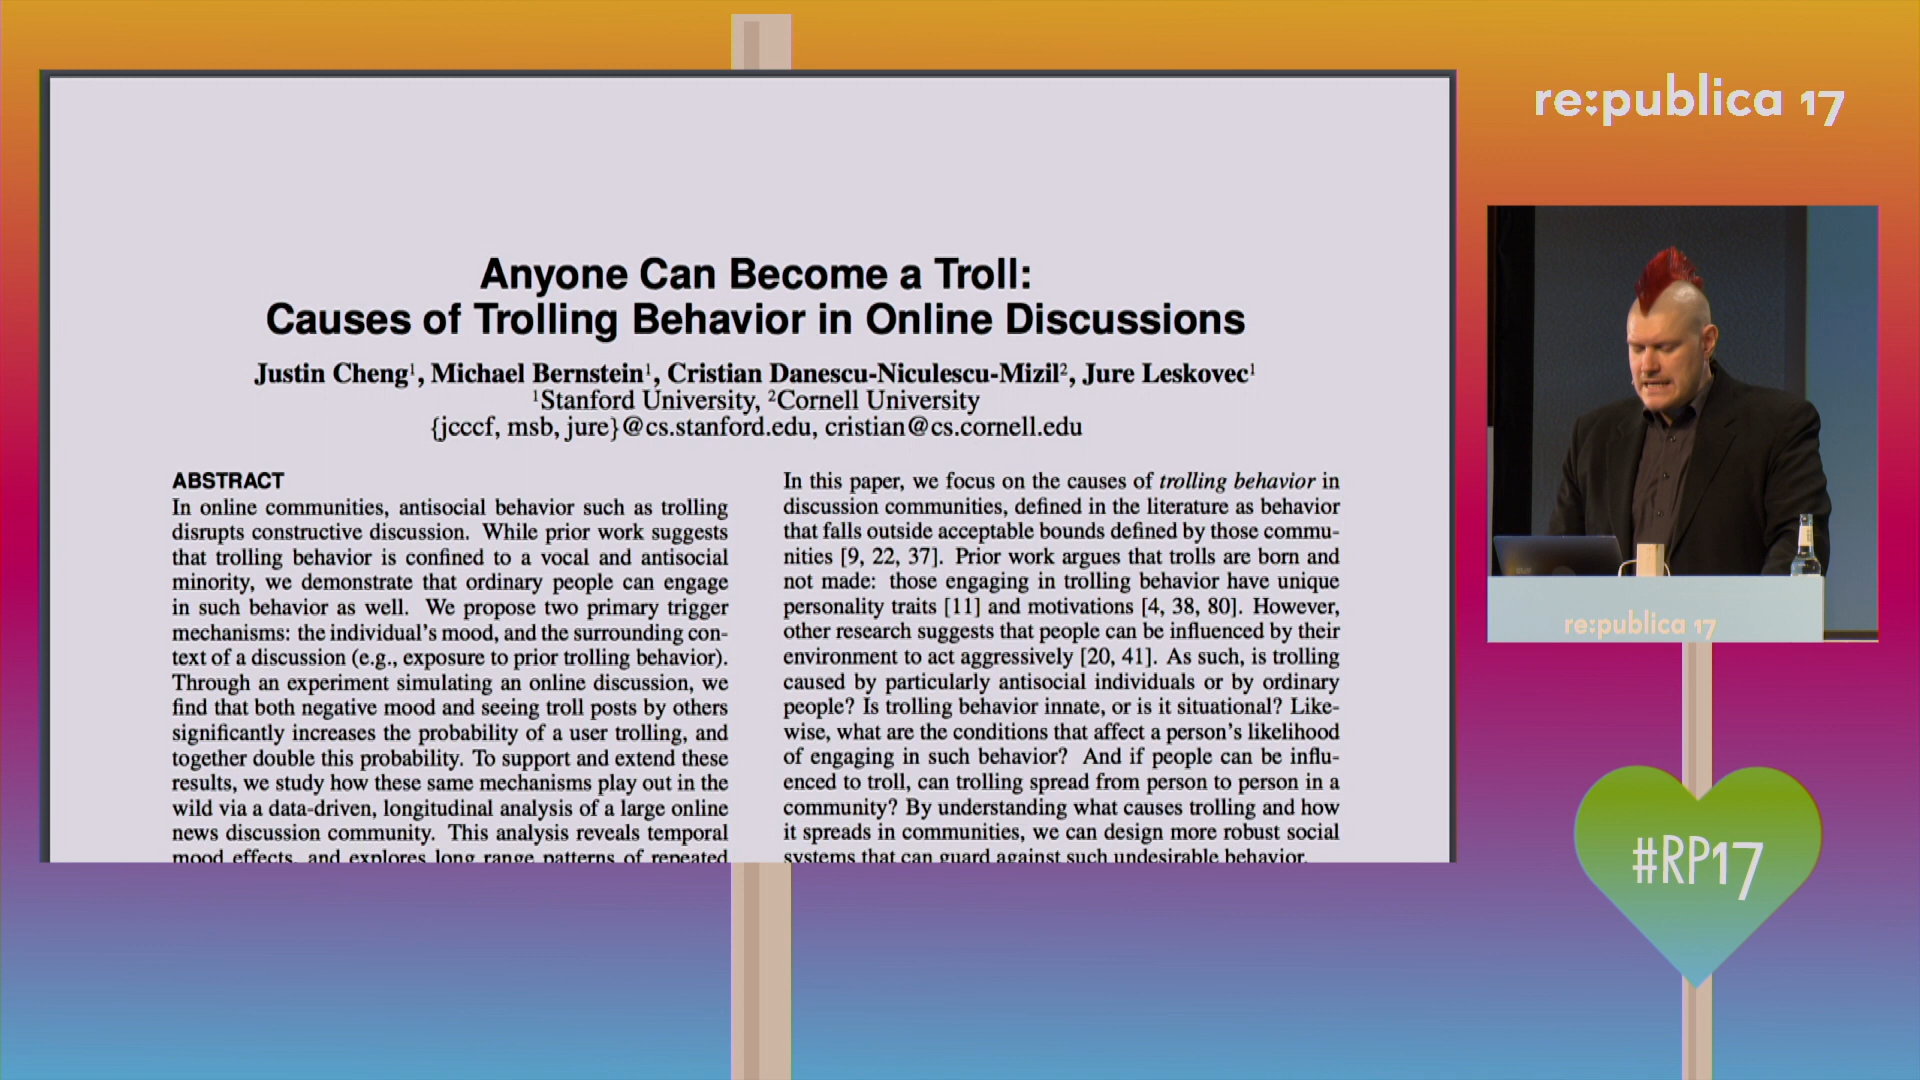 re:publica 17
Anyone Can Become a Troll:
Causes of Trolling Behavior in Online Discussions
Justin Cheng¹, Michael Bernstein¹, Cristian Danescu-Niculescu-Mizil², Jure Leskovec¹
¹Stanford University, ²Cornell University
{jcccf, msb, jure}@cs.stanford.edu, cristian@cs.cornell.edu
ABSTRACT
In online communities, antisocial behavior such as trolling
disrupts constructive discussion. While prior work suggests
that trolling behavior is confined to a vocal and antisocial
minority, we demonstrate that ordinary people can engage
in such behavior as well. We propose two primary trigger
mechanisms: the individual's mood, and the surrounding con-
text of a discussion (e.g., exposure to prior trolling behavior).
Through an experiment simulating an online discussion, we
find that both negative mood and seeing troll posts by others
significantly increases the probability of a user trolling, and
together double this probability. To support and extend these
results, we study how these same mechanisms play out in the
wild via a data-driven, longitudinal analysis of a large online
news discussion community. This analysis reveals temporal
mood effects, and explores long range patterns of repeated
In this paper, we focus on the causes of trolling behavior in
discussion communities, defined in the literature as behavior
that falls outside acceptable bounds defined by those commu-
nities [9, 22, 37]. Prior work argues that trolls are born and
not made: those engaging in trolling behavior have unique
personality traits [11] and motivations [4, 38, 80]. However,
other research suggests that people can be influenced by their
environment to act aggressively [20, 41]. As such, is trolling
caused by particularly antisocial individuals or by ordinary
people? Is trolling behavior innate, or is it situational? Like-
wise, what are the conditions that affect a person's likelihood
of engaging in such behavior? And if people can be influ-
enced to troll, can trolling spread from person to person in a
community? By understanding what causes trolling and how
it spreads in communities, we can design more robust social
systems that can guard against such undesirable behavior.
re:publica 17
#RP17